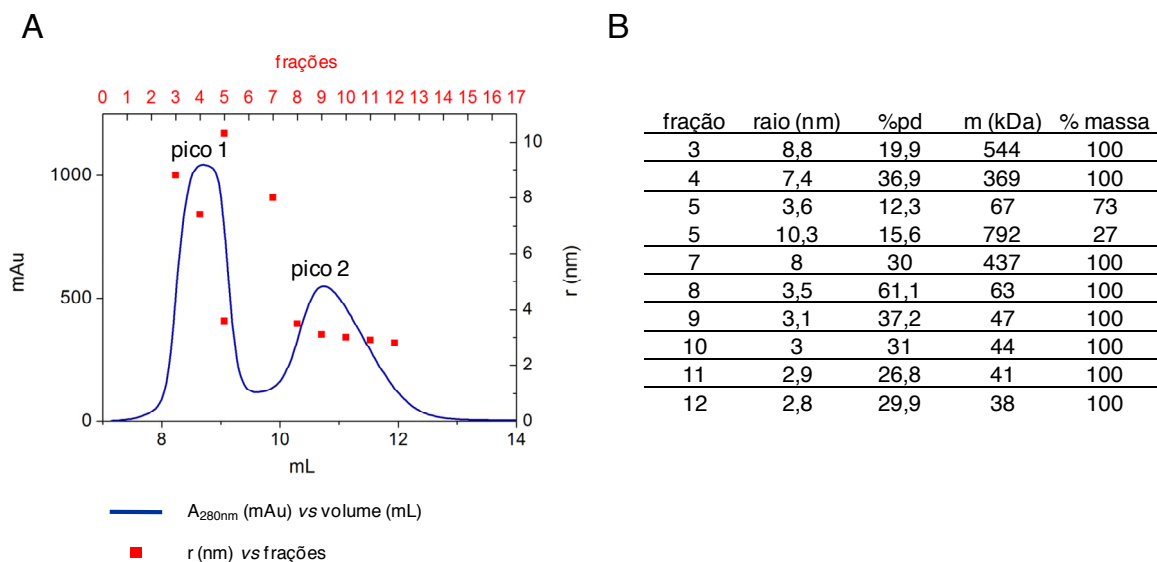 A
frações
0 1 2 3 4 5 6 7 8 9 10 11 12 13 14 15 16 17
pico 1
pico 2
1000
500
0
mAu
10
8
6
4
2
0
r (nm)
8 10 12 14
mL
A280nm (mAu) vs volume (mL)
r (nm) vs frações
B
fração raio (nm) %pd m (kDa) % massa
3 8,8 19,9 544 100
4 7,4 36,9 369 100
5 3,6 12,3 67 73
5 10,3 15,6 792 27
7 8 30 437 100
8 3,5 61,1 63 100
9 3,1 37,2 47 100
10 3 31 44 100
11 2,9 26,8 41 100
12 2,8 29,9 38 100